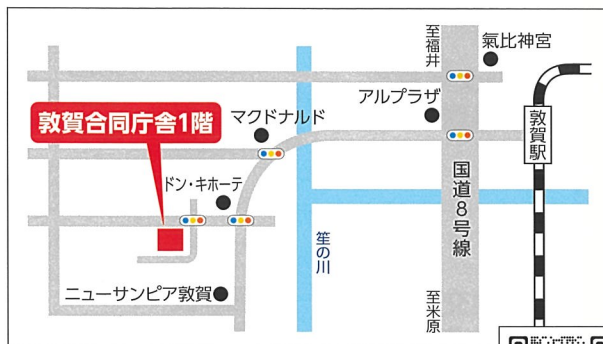 至福井
氣比神宮
アルプラザ
マクドナルド
敦賀駅
敦賀合同庁舎1階
ドン・キホーテ
国道8号線
笙の川
ニューサンピア敦賀
至米原